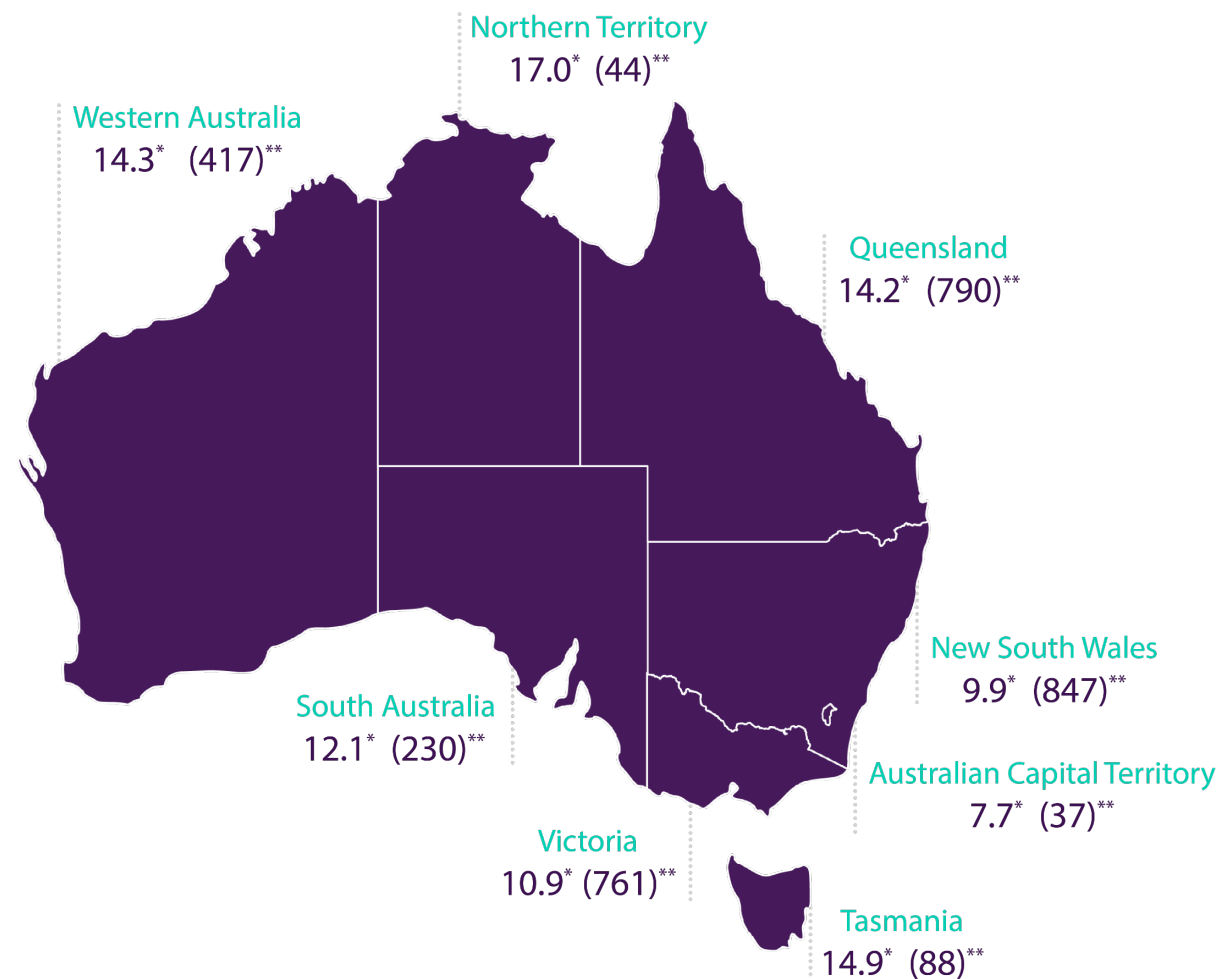 Northern Territory
17.0* (44)**
Western Australia
14.3* (417)**
Queensland
14.2* (790)**
New South Wales
9.9* (847)**
South Australia
12.1* (230)**
Australian Capital Territory
7.7* (37)**
Victoria
10.9* (761)**
Tasmania
14.9* (88)**